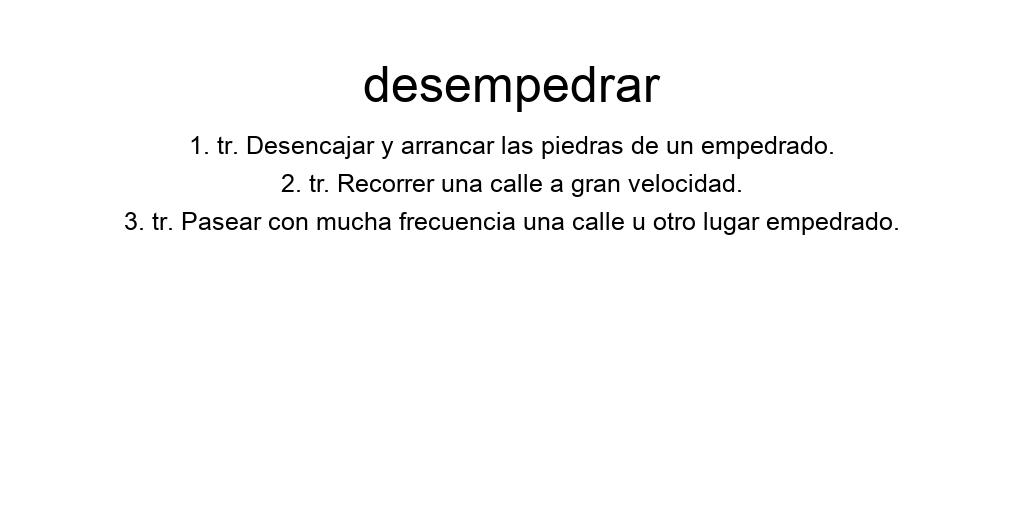 desempedrar
1. tr. Desencajar y arrancar las piedras de un empedrado.
2. tr. Recorrer una calle a gran velocidad.
3. tr. Pasear con mucha frecuencia una calle u otro lugar empedrado.